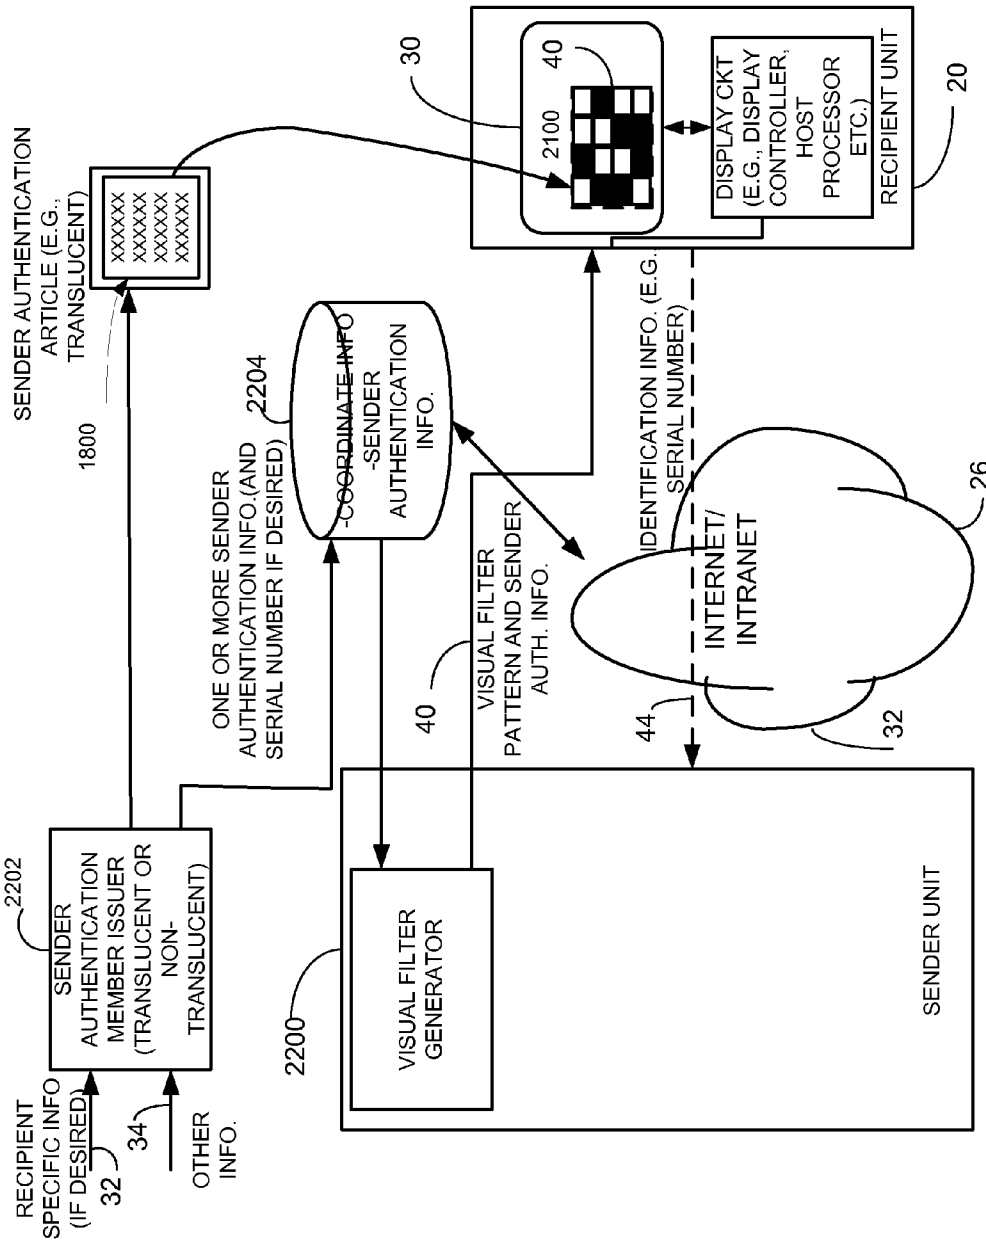 RECIPIENT
SPECIFIC INFO
(IF DESIRED)
32
34
OTHER
INFO.
2202
SENDER
AUTHENTICATION
MEMBER ISSUER
(TRANSLUCENT OR
NON-
TRANSLUCENT)
SENDER AUTHENTICATION
ARTICLE (E.G.,
TRANSLUCENT)
1800
XXXXXX
XXXXXX
XXXXXX
XXXXXX
ONE OR MORE SENDER
AUTHENTICATION INFO.(AND
SERIAL NUMBER IF DESIRED)
2204
-COORDINATE INFO
-SENDER
AUTHENTICATION
INFO.
2200
VISUAL FILTER
GENERATOR
SENDER UNIT
40
VISUAL FILTER
PATTERN AND SENDER
AUTH. INFO.
30
2100
40
DISPLAY CKT
(E.G., DISPLAY
CONTROLLER,
HOST
PROCESSOR
ETC.)
RECIPIENT UNIT
20
IDENTIFICATION INFO. (E.G.,
SERIAL NUMBER)
44
INTERNET/
INTRANET
32
26